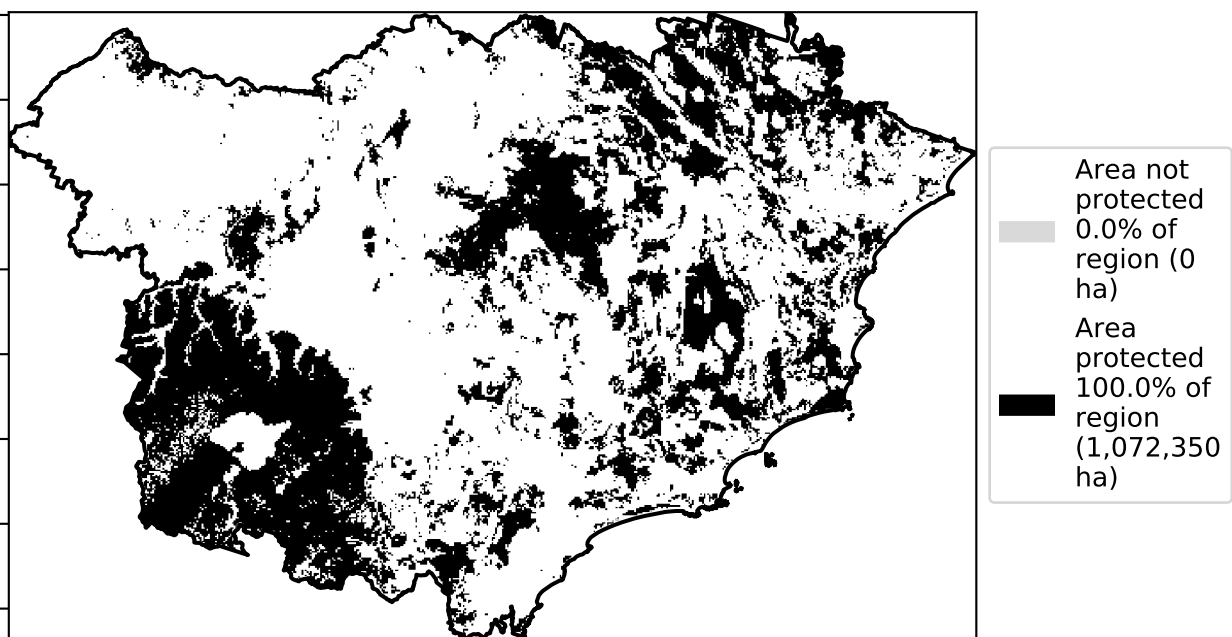 Area not
protected
0.0% of
region (0
ha)
Area
protected
100.0% of
region
(1,072,350
ha)